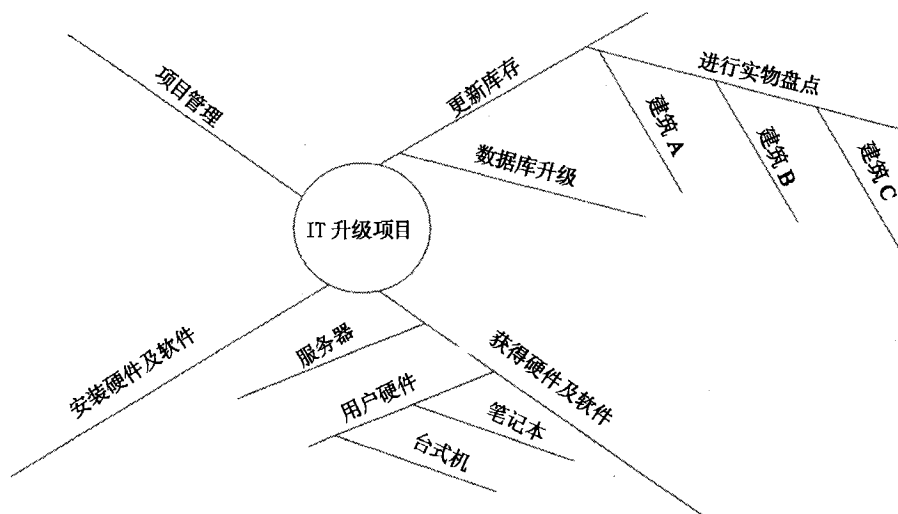 项目管理
更新库存
进行实物盘点
建筑 A
建筑 B
建筑 C
数据库升级
IT 升级项目
安装硬件及软件
服务器
获得硬件及软件
用户硬件
笔记本
台式机